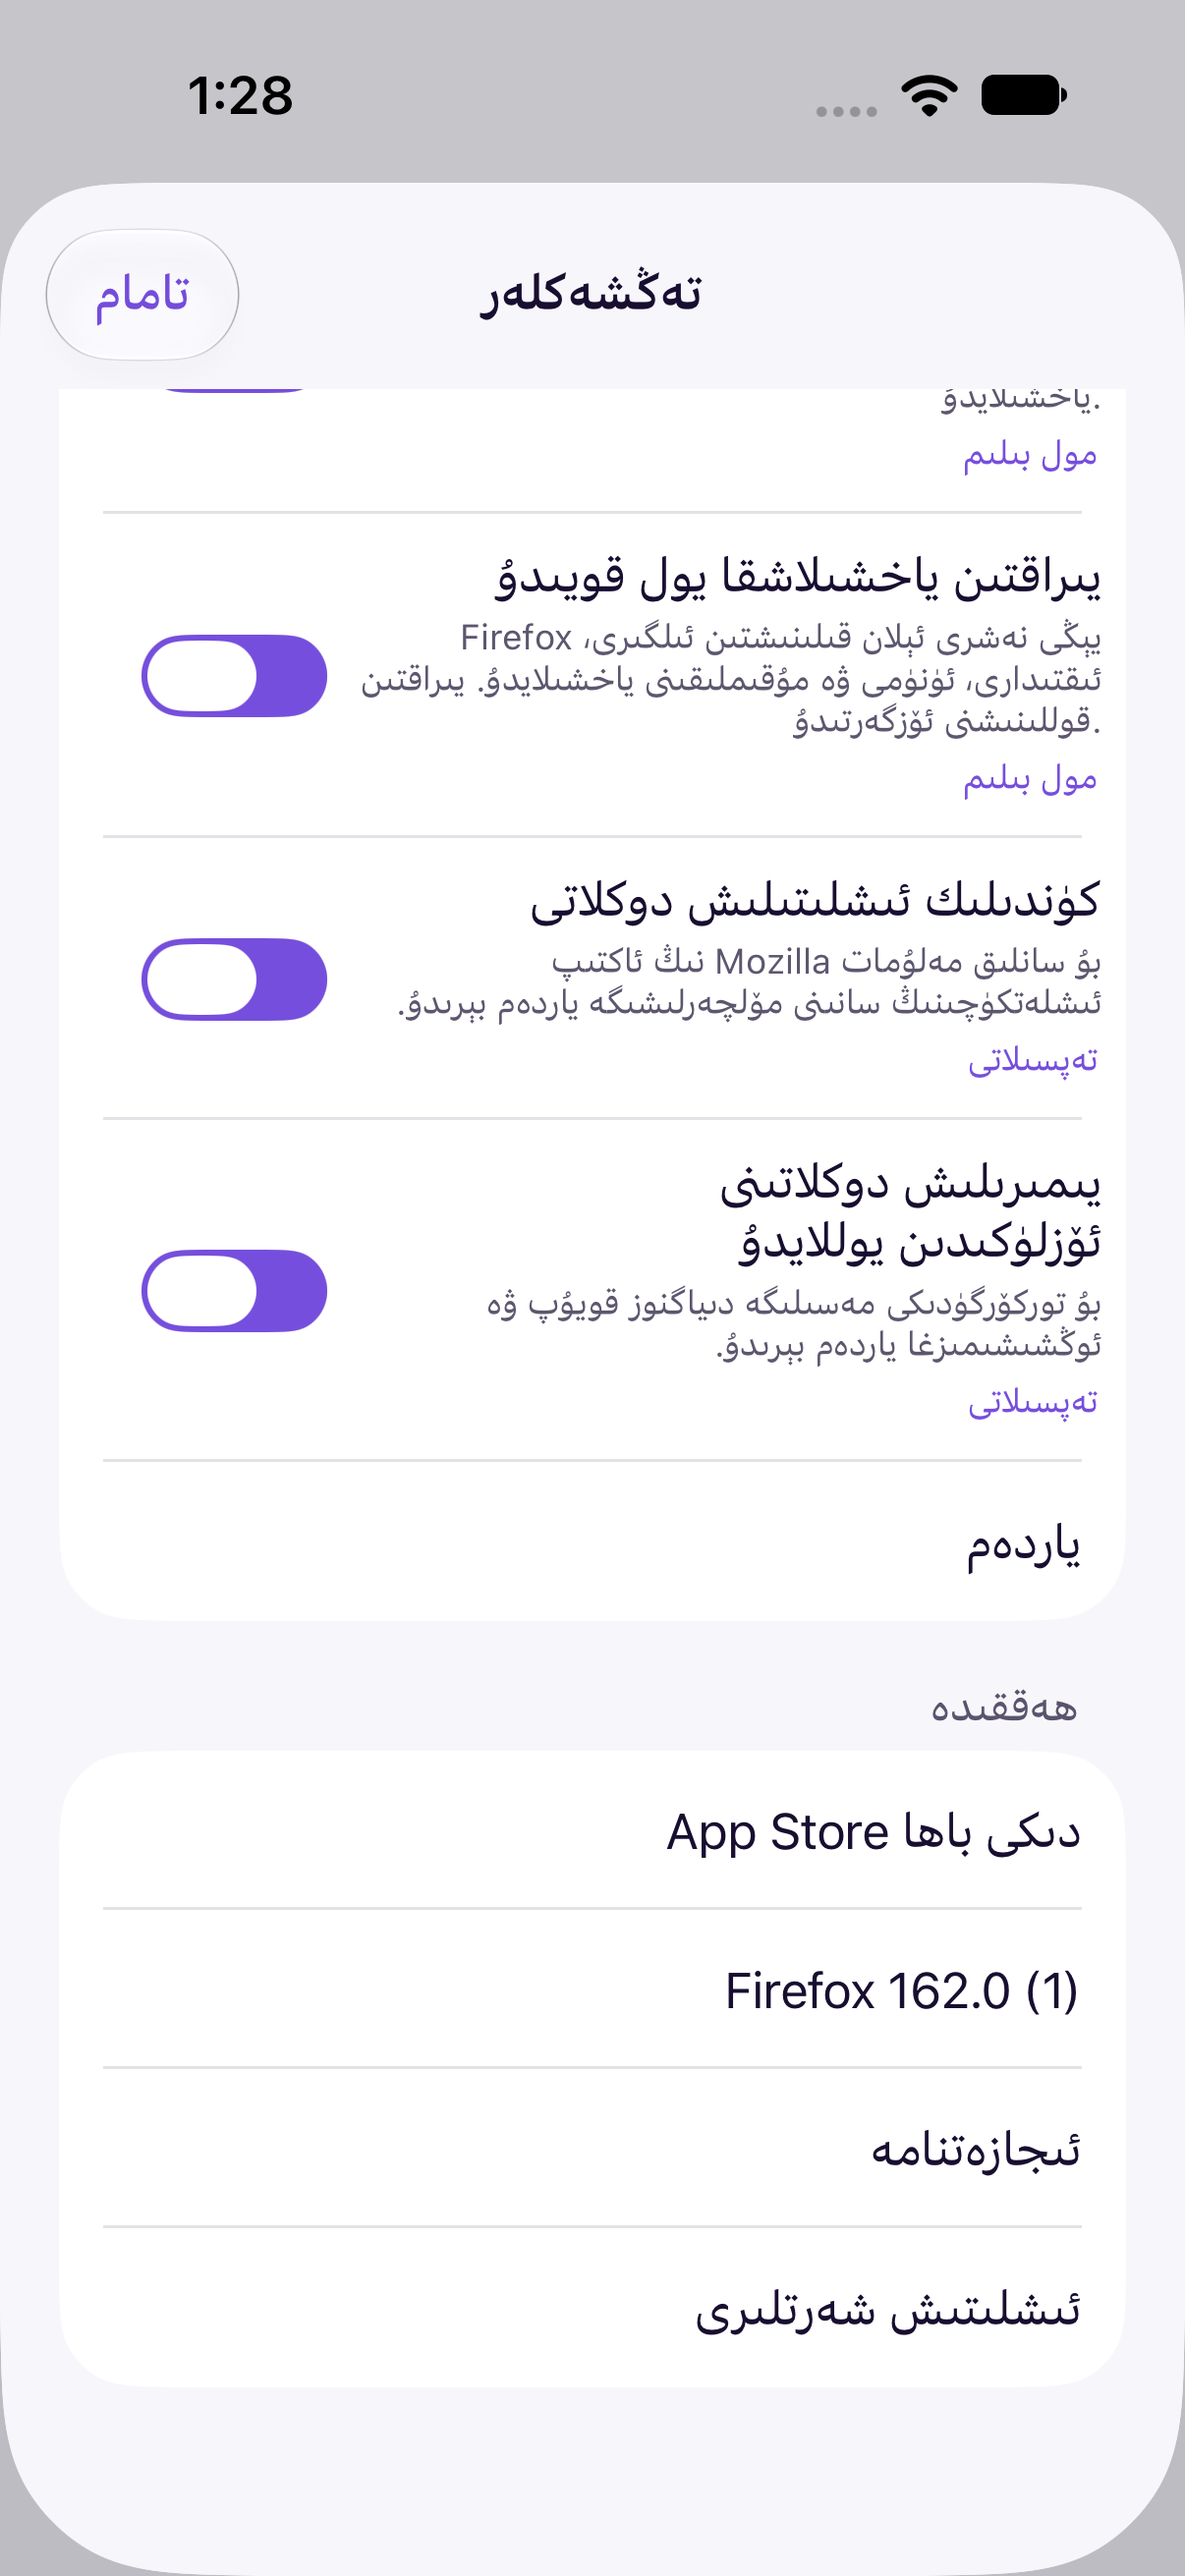 1:28
تەڭشەكلەر
تامام
ياخشىلايدۇ.
مول بىلىم
يىراقتىن ياخشىلاشقا يول قويىدۇ
يېڭى نەشرى ئېلان قىلىنىشتىن ئىلگىرى، Firefox
ئىقتىدارى، ئۈنۈمى ۋە مۇقىملىقىنى ياخشىلايدۇ. يىراقتىن
قوللىنىشنى ئۆزگەرتىدۇ.
مول بىلىم
كۈندىلىك ئىشلىتىلىش دوكلاتى
بۇ سانلىق مەلۇمات Mozilla نىڭ ئاكتىپ
ئىشلەتكۈچىنىڭ سانىنى مۆلچەرلىشىگە ياردەم بېرىدۇ.
تەپسىلاتى
يىمىرىلىش دوكلاتىنى
ئۆزلۈكىدىن يوللايدۇ
بۇ توركۆرگۈدىكى مەسىلىگە دىياگنوز قويۇپ ۋە
ئوڭشىشىمىزغا ياردەم بېرىدۇ.
تەپسىلاتى
ياردەم
ھەققىدە
App Store دىكى باھا
Firefox 162.0 (1)
ئىجازەتنامە
ئىشلىتىش شەرتلىرى